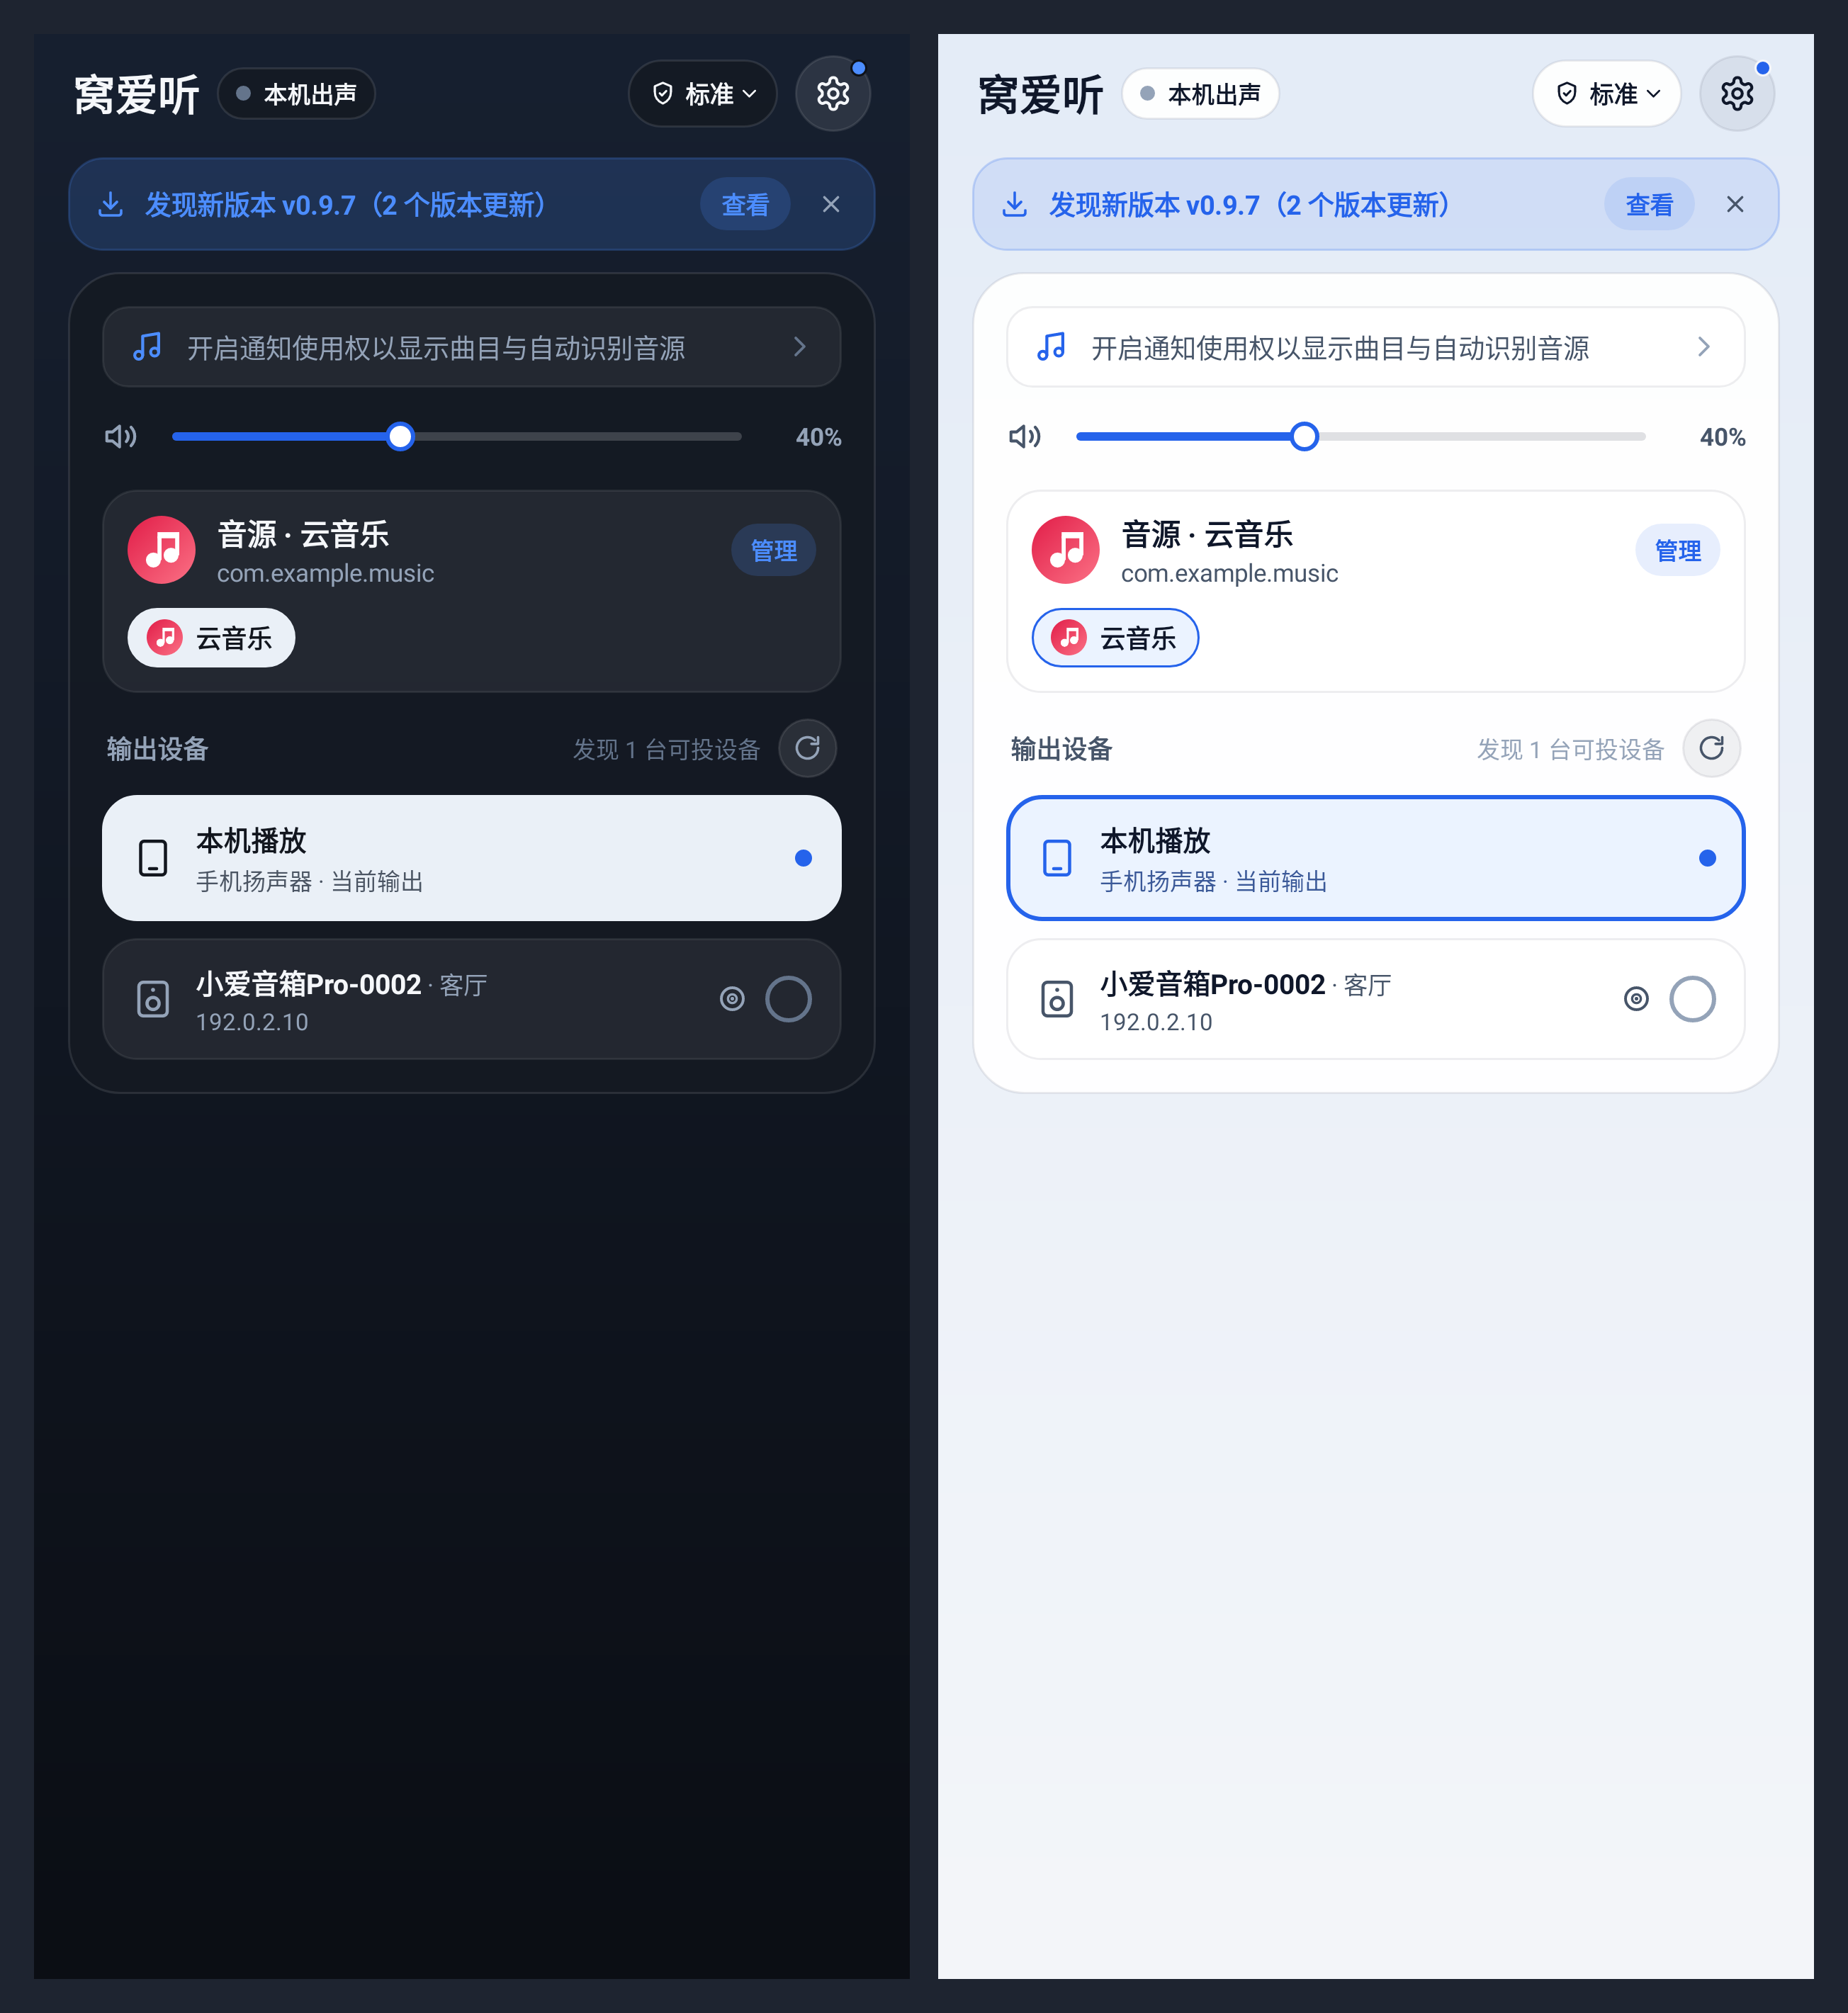 窝爱听
本机出声
标准
发现新版本 v0.9.7（2 个版本更新）
查看
开启通知使用权以显示曲目与自动识别音源
40%
音源 · 云音乐
com.example.music
管理
云音乐
输出设备
发现 1 台可投设备
本机播放
手机扬声器 · 当前输出
小爱音箱Pro-0002 · 客厅
192.0.2.10
窝爱听
本机出声
标准
发现新版本 v0.9.7（2 个版本更新）
查看
开启通知使用权以显示曲目与自动识别音源
40%
音源 · 云音乐
com.example.music
管理
云音乐
输出设备
发现 1 台可投设备
本机播放
手机扬声器 · 当前输出
小爱音箱Pro-0002 · 客厅
192.0.2.10